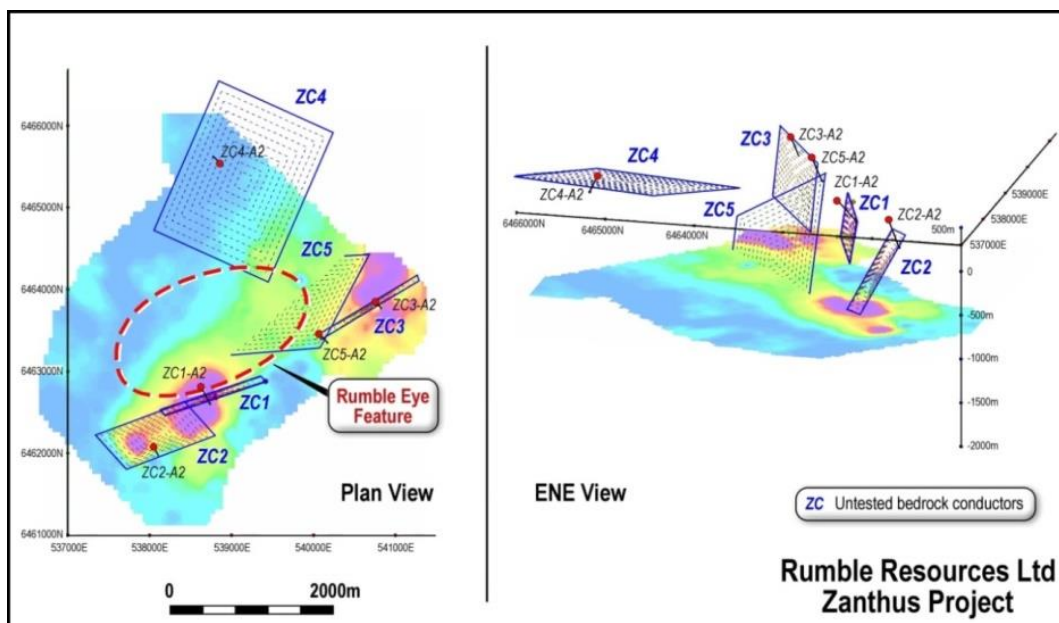 ZC4
6466000N
ZC4-A2
6465000N
ZC5
6464000N
ZC3-A2
ZC3
ZC5-A2
6463000N
ZC1-A2
ZC1
Rumble Eye
Feature
ZC2
6462000N
ZC2-A2
Plan View
6461000N
537000E 538000E 539000E 540000E 541000E
0 2000m
ZC3
ZC3-A2
ZC5-A2
ZC4
ZC4-A2
ZC1-A2
ZC5
ZC1
ZC2-A2
539000E
538000E
537000E
6466000N 6465000N 6464000N
ZC2
500m
0
-500m
-1000m
-1500m
-2000m
ENE View
ZC Untested bedrock conductors
Rumble Resources Ltd
Zanthus Project